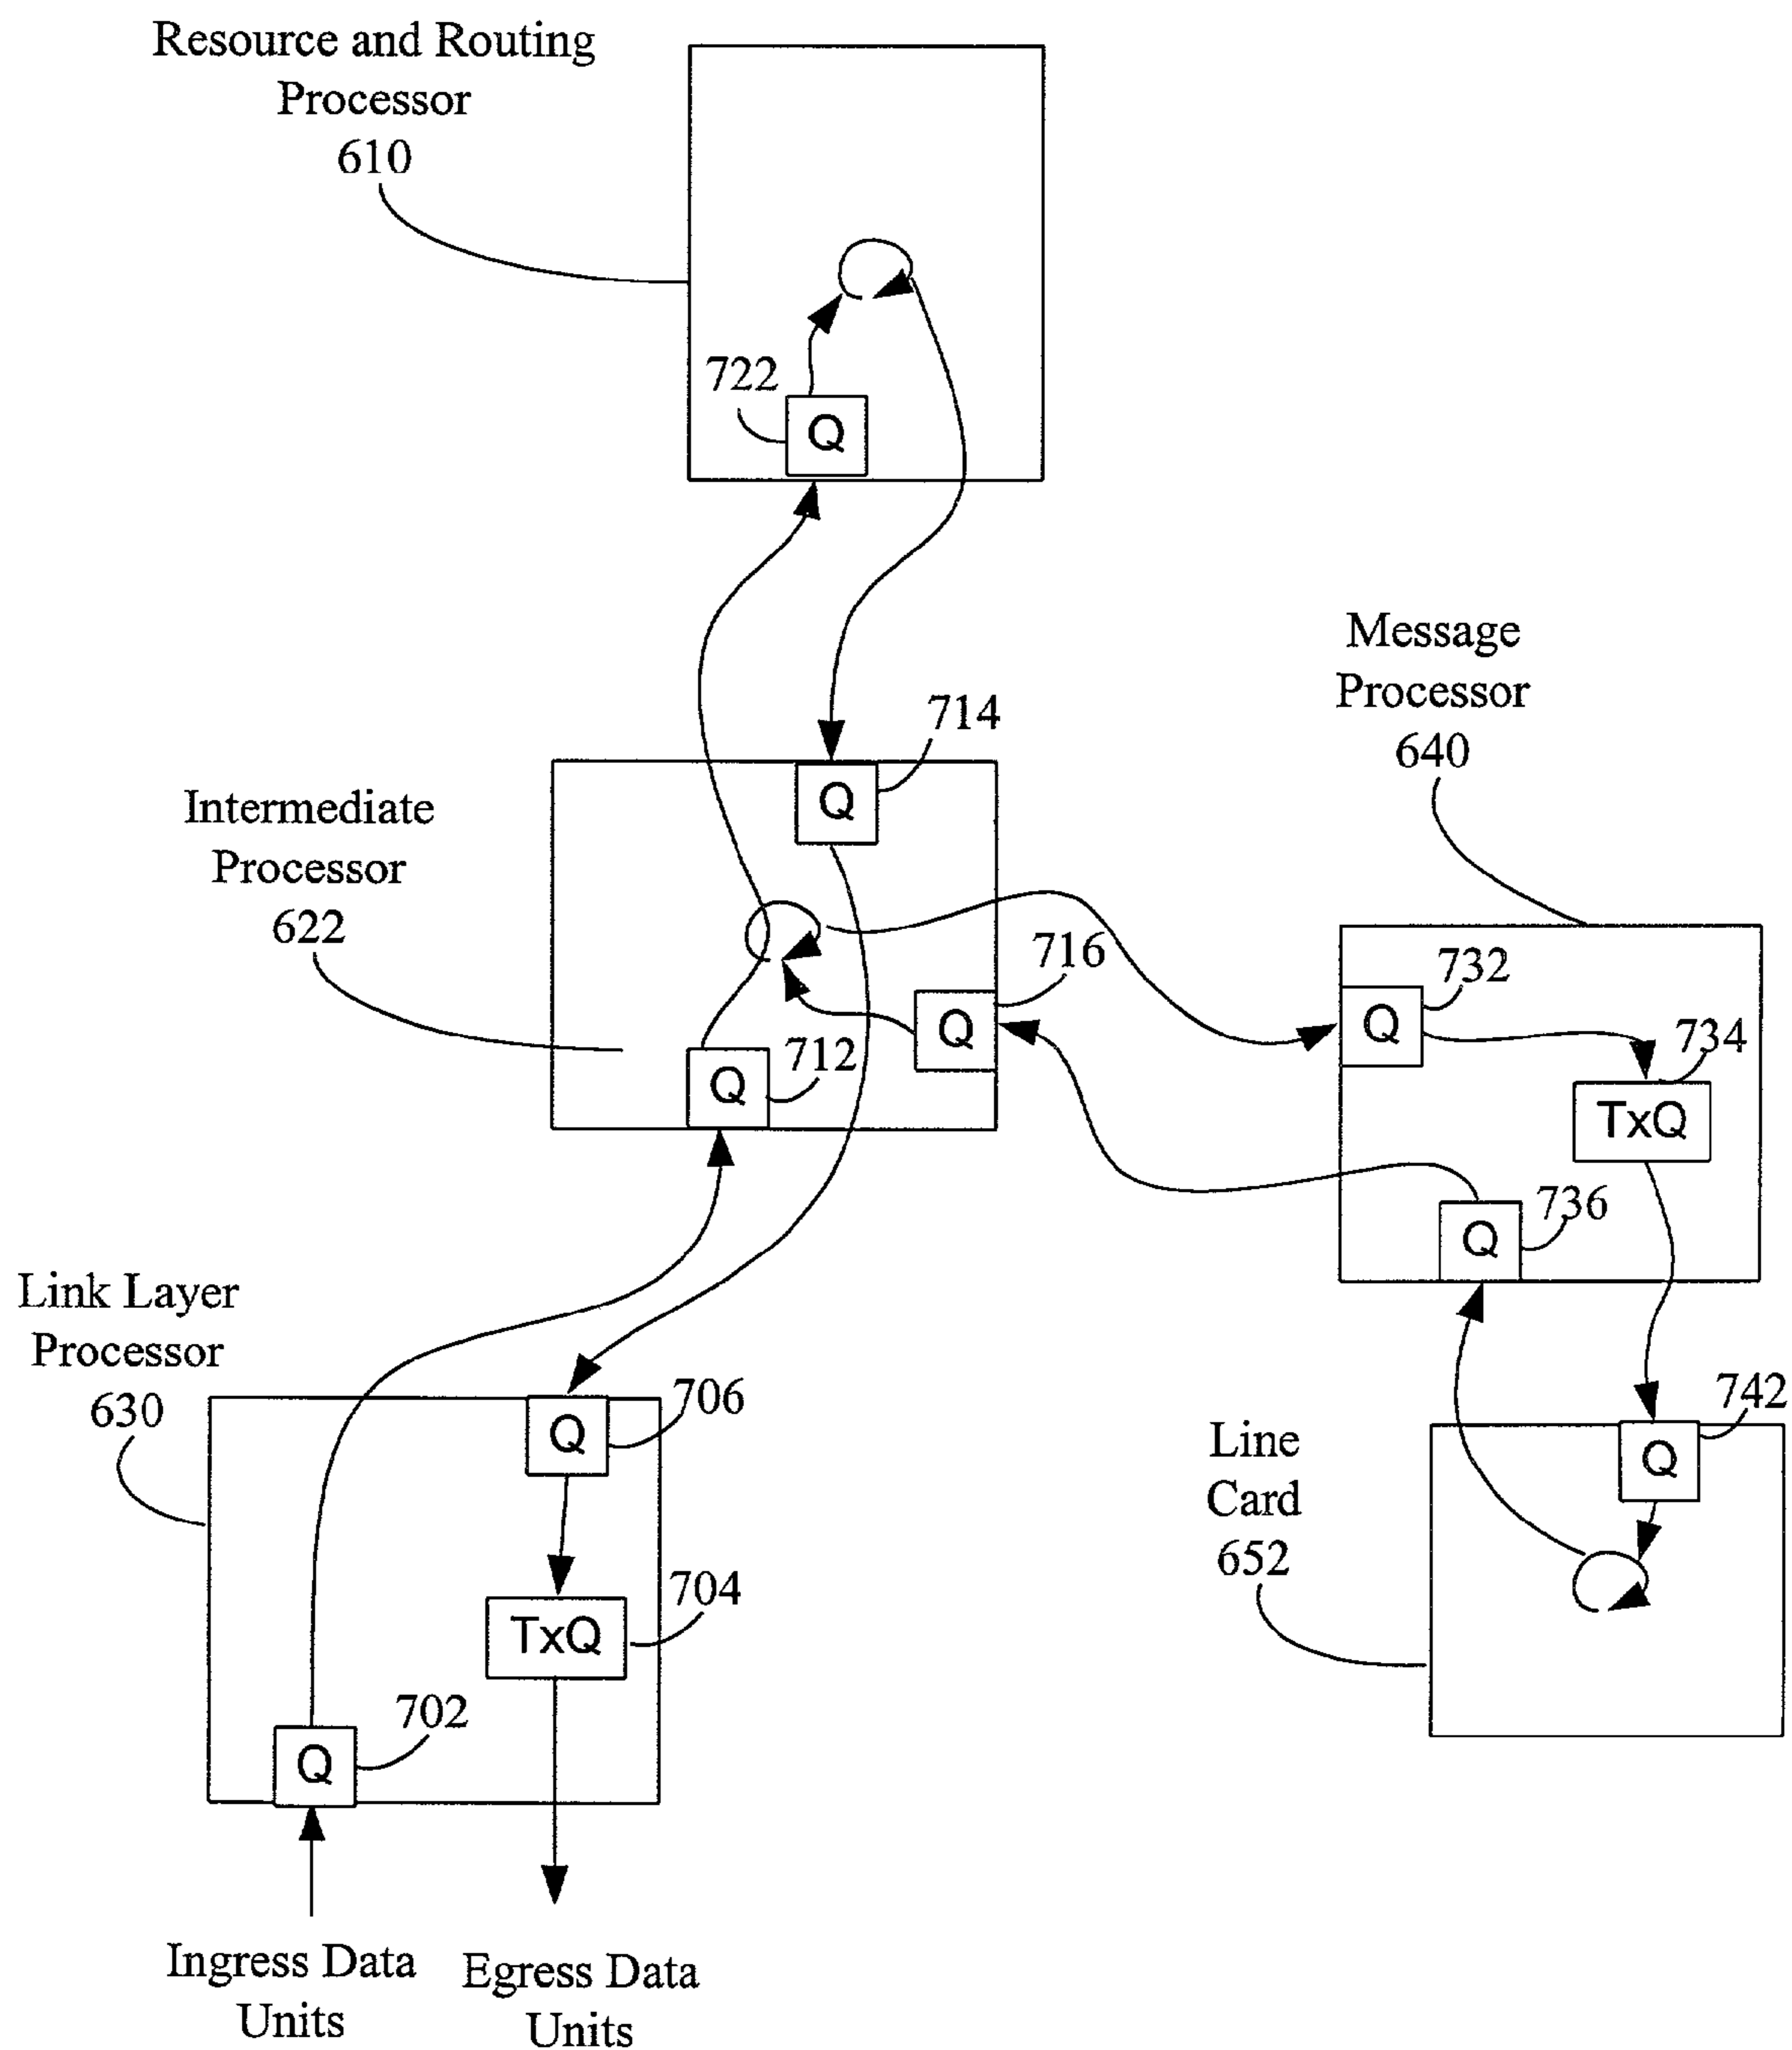 Resource and Routing
Processor
610
722
Q
714
Q
Intermediate
Processor
622
716
Q
712
Q
Message
Processor
640
732
Q
734
TxQ
736
Q
Link Layer
Processor
630
706
Q
704
TxQ
702
Q
742
Q
Line
Card
652
Ingress Data
Units
Egress Data
Units